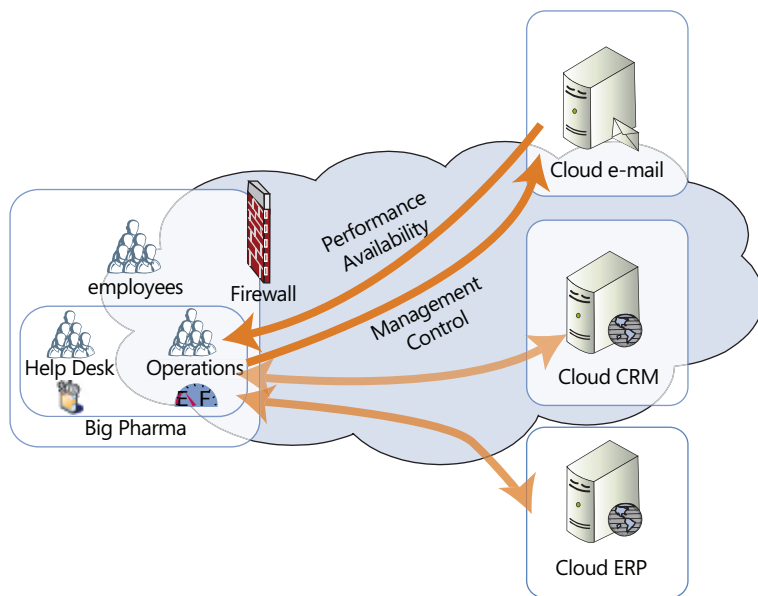 Cloud e-mail
Performance
Availability
employees
Firewall
Management
Control
Help Desk
Operations
E F
Big Pharma
Cloud CRM
Cloud ERP